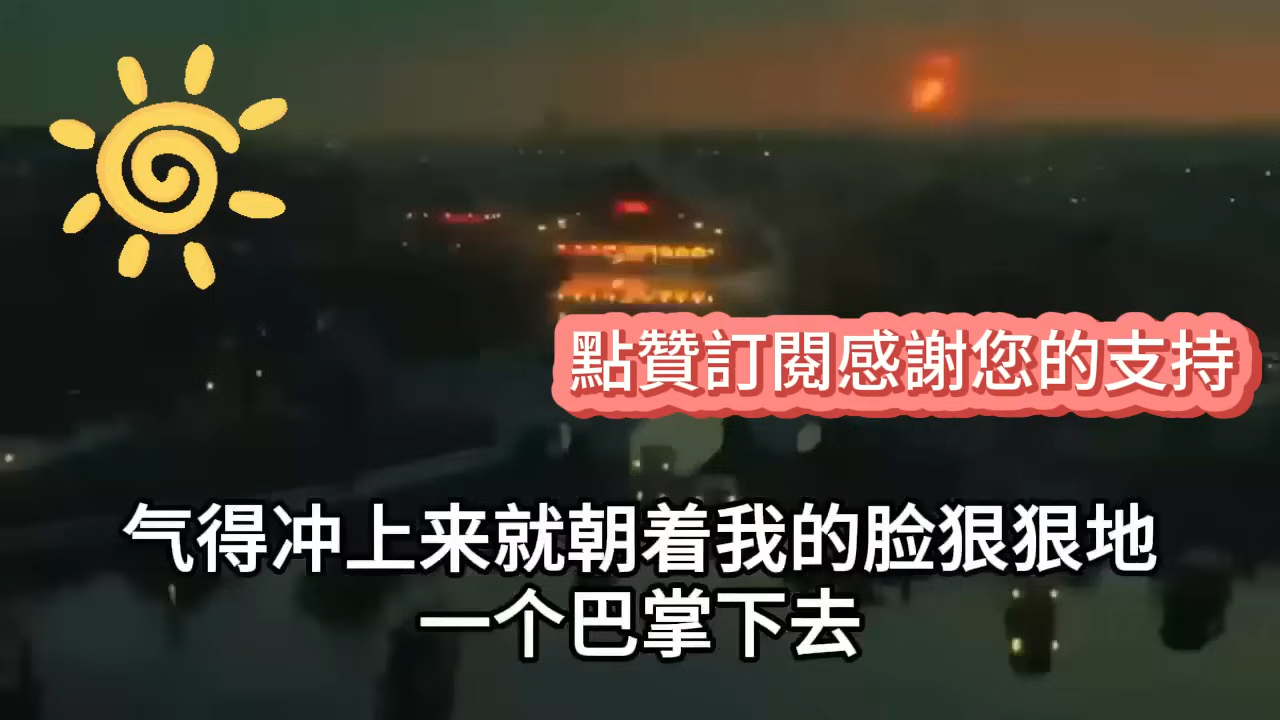 點贊訂閱感謝您的支持
气得冲上来就朝着我的脸狠狠地
一个巴掌下去